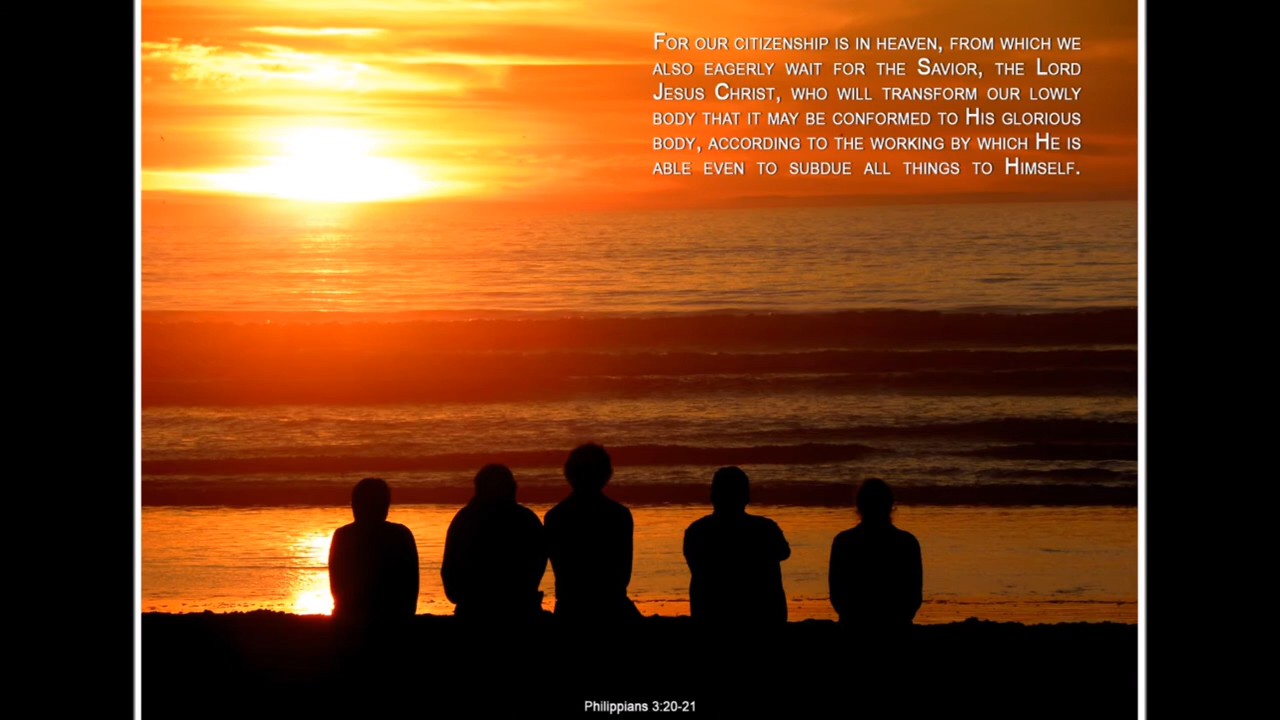 For our citizenship is in heaven, from which we
also eagerly wait for the Savior, the Lord
Jesus Christ, who will transform our lowly
body that it may be conformed to His glorious
body, according to the working by which He is
able even to subdue all things to Himself.
Philippians 3:20-21